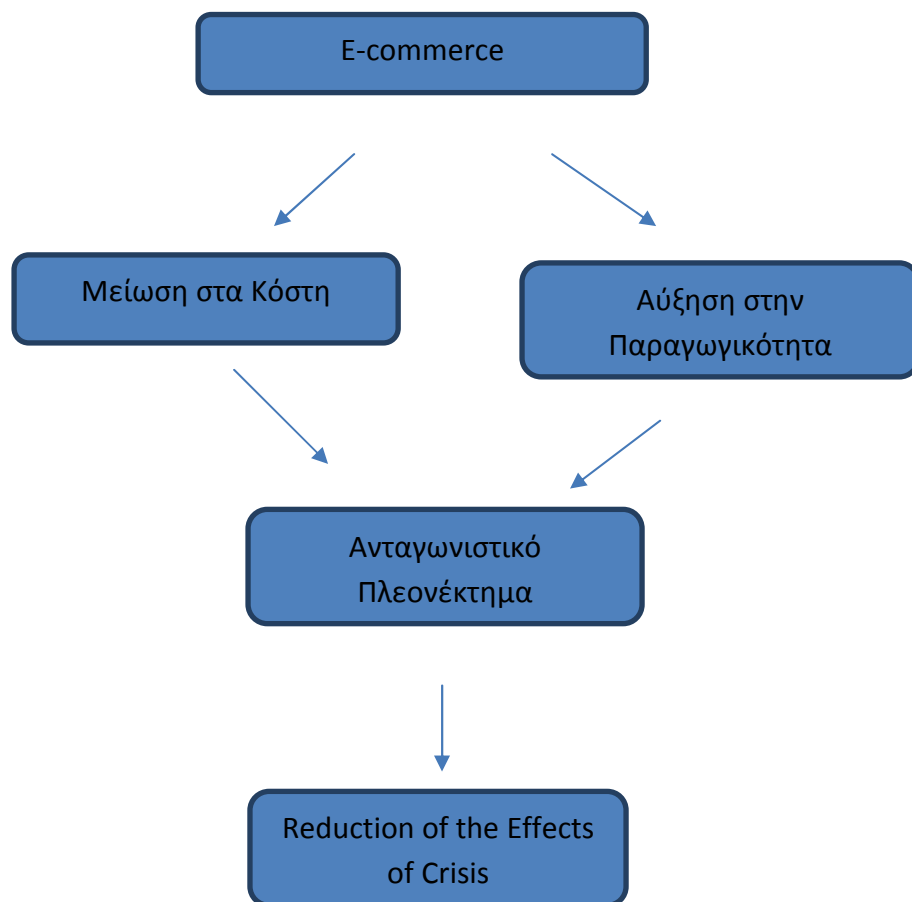 E-commerce
Μείωση στα Κόστη
Αύξηση στην
Παραγωγικότητα
Ανταγωνιστικό
Πλεονέκτημα
Reduction of the Effects
of Crisis